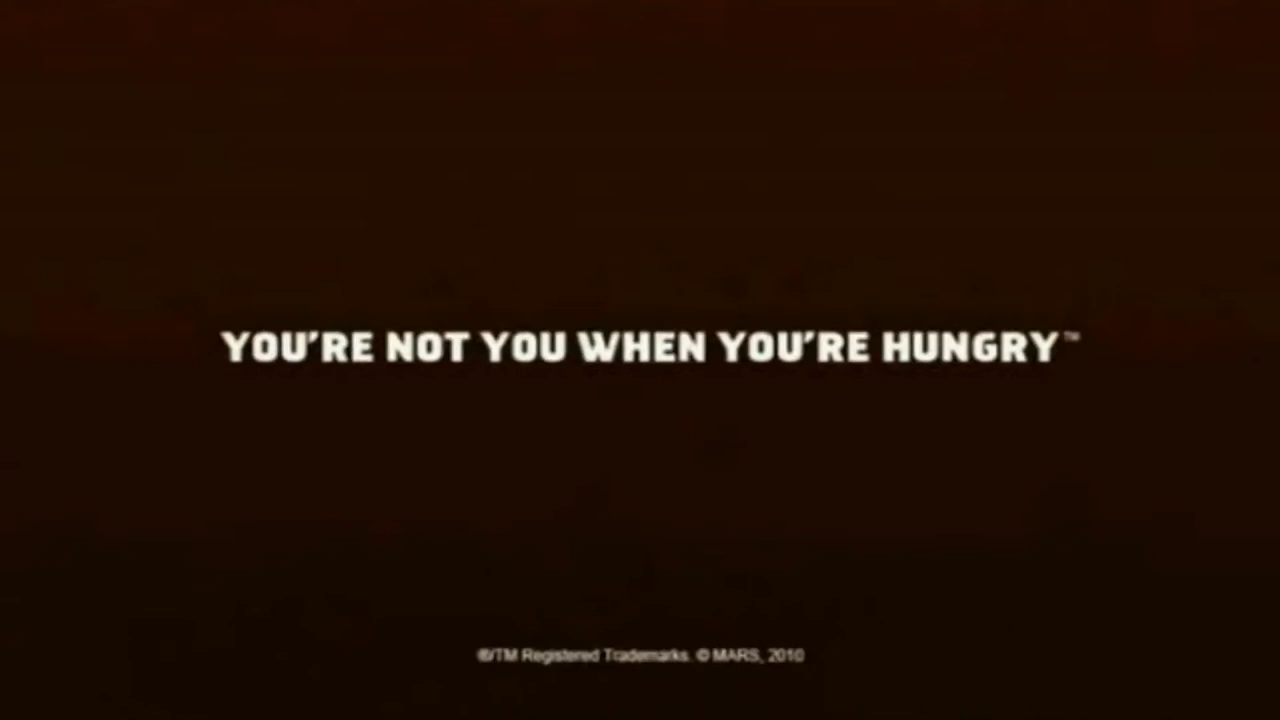 YOU'RE NOT YOU WHEN YOU'RE HUNGRY™
®/TM Registered Trademarks. © MARS, 2010